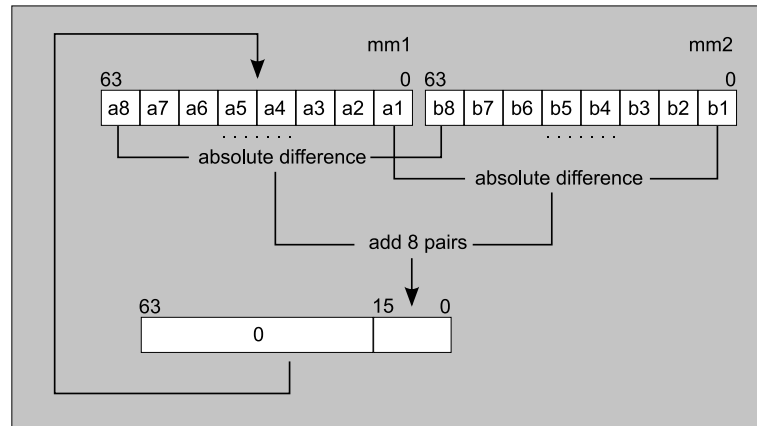 mm1 mm2
63 0 63 0
a8 a7 a6 a5 a4 a3 a2 a1 b8 b7 b6 b5 b4 b3 b2 b1
. . . . . . . . . . . . . .
absolute difference
absolute difference
add 8 pairs
63 15 0
0